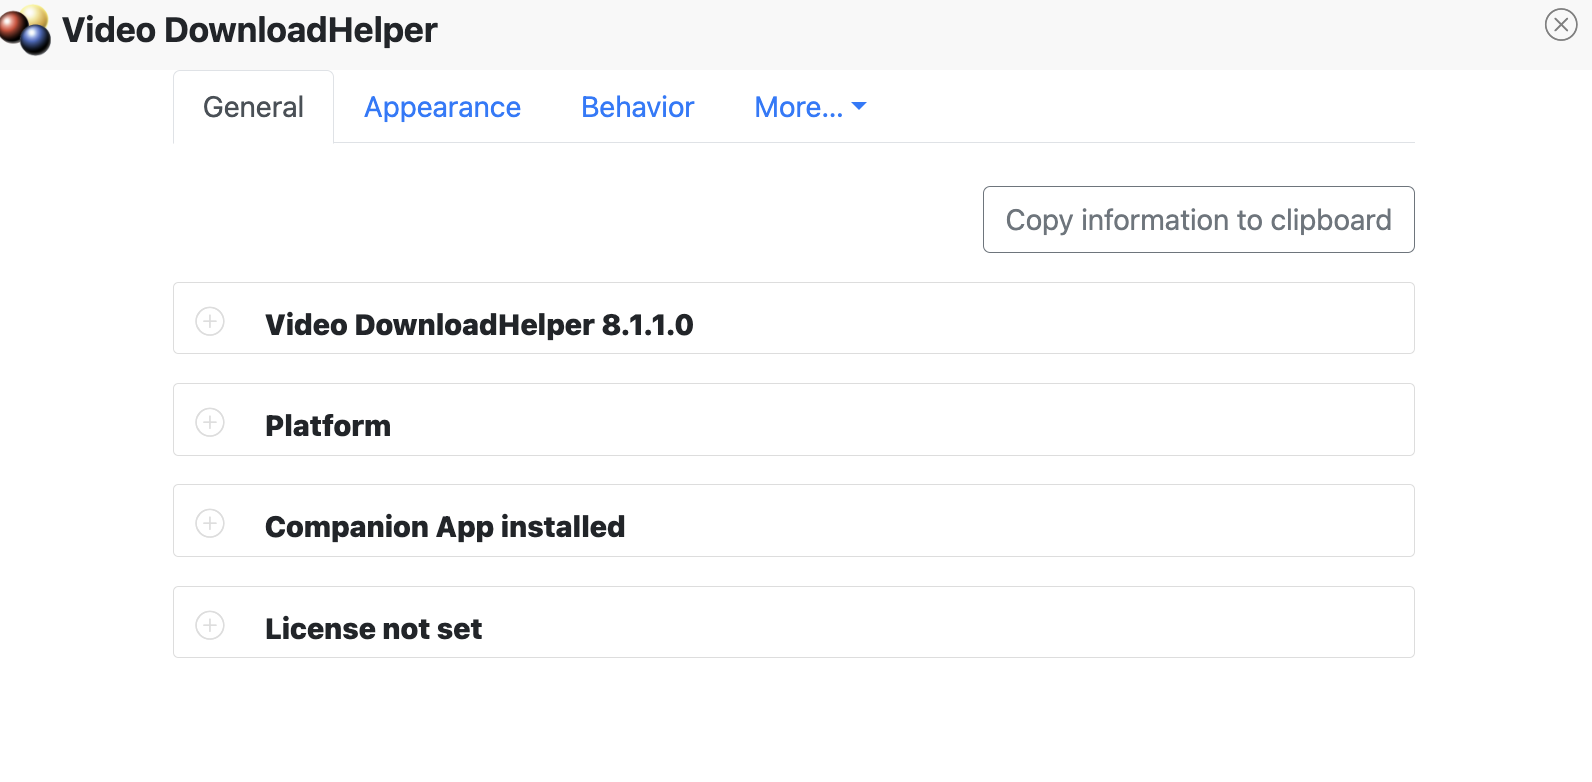 Video DownloadHelper
General
Appearance
Behavior
More...
Copy information to clipboard
Video DownloadHelper 8.1.1.0
Platform
Companion App installed
License not set